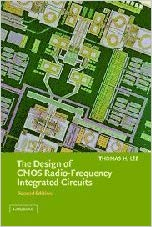 THOMAS H. LEE
The Design of
CMOS Radio-Frequency
Integrated Circuits
Second Edition
CAMBRIDGE